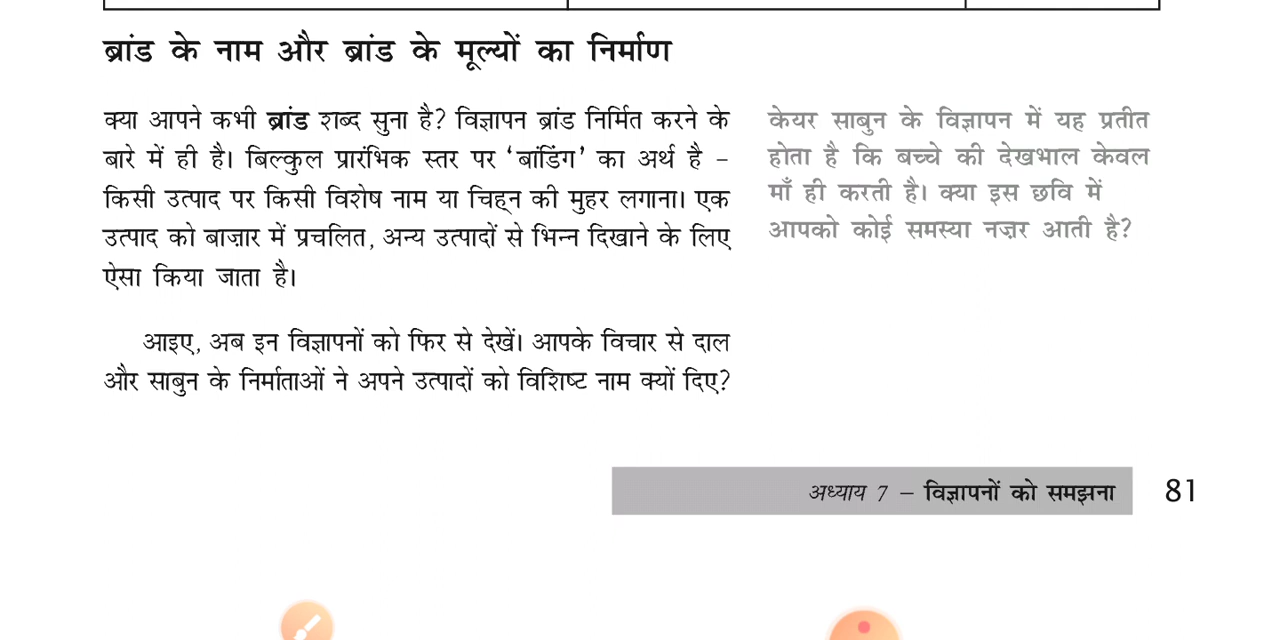 ब्रांड के नाम और ब्रांड के मूल्यों का निर्माण
क्या आपने कभी ब्रांड शब्द सुना है? विज्ञापन ब्रांड निर्मित करने के
बारे में ही है। बिल्कुल प्रारंभिक स्तर पर ‘बांडिंग’ का अर्थ है –
किसी उत्पाद पर किसी विशेष नाम या चिह्न की मुहर लगाना। एक
उत्पाद को बाज़ार में प्रचलित, अन्य उत्पादों से भिन्न दिखाने के लिए
ऐसा किया जाता है।
आइए, अब इन विज्ञापनों को फिर से देखें। आपके विचार से दाल
और साबुन के निर्माताओं ने अपने उत्पादों को विशिष्ट नाम क्यों दिए?
केयर साबुन के विज्ञापन में यह प्रतीत
होता है कि बच्चे की देखभाल केवल
माँ ही करती है। क्या इस छवि में
आपको कोई समस्या नज़र आती है?
अध्याय 7 – विज्ञापनों को समझना 81